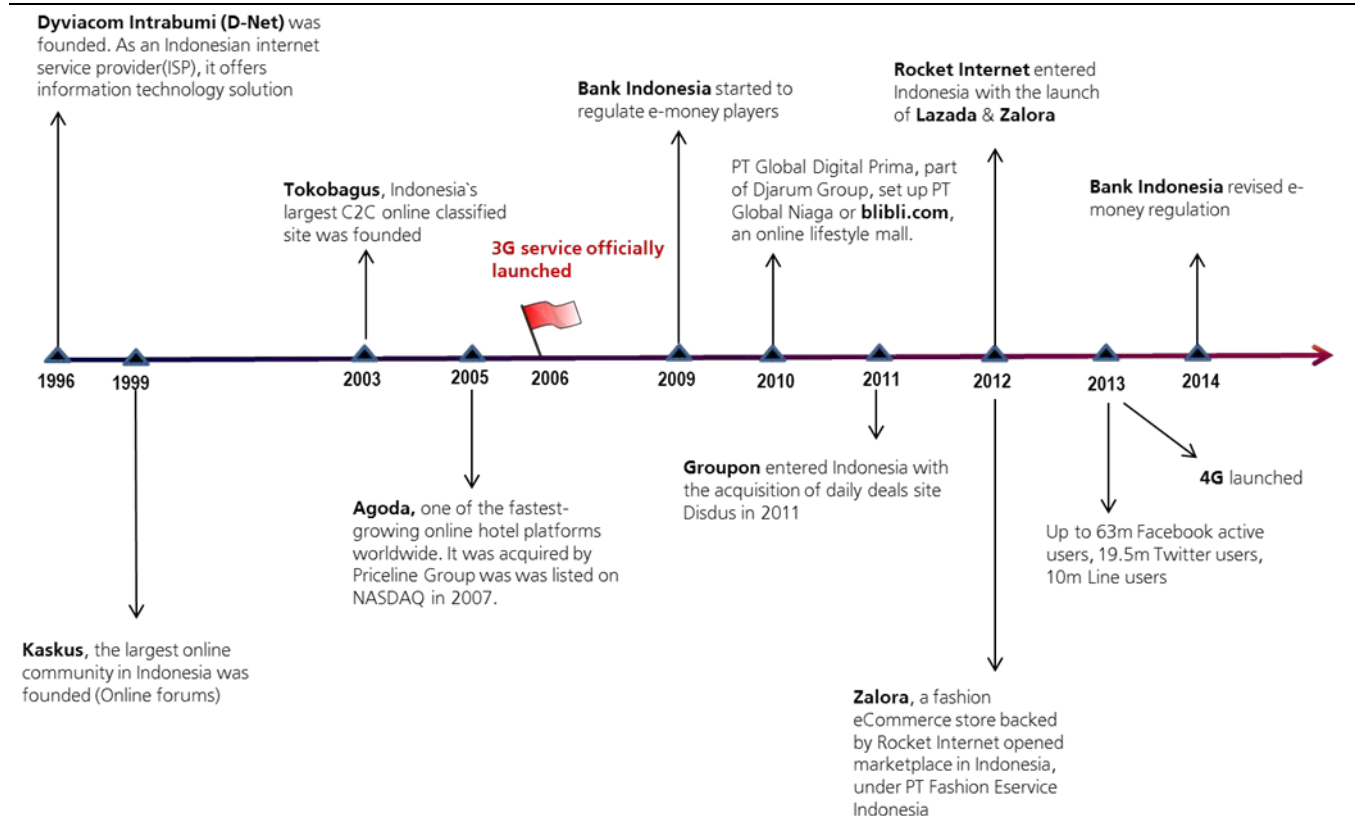 Dyviacom Intrabumi (D-Net) was
founded. As an Indonesian internet
service provider(ISP), it offers
information technology solution
Tokobagus, Indonesia`s
largest C2C online classified
site was founded
3G service officially
launched
Bank Indonesia started to
regulate e-money players
PT Global Digital Prima, part
of Djarum Group, set up PT
Global Niaga or blibli.com,
an online lifestyle mall.
Rocket Internet entered
Indonesia with the launch
of Lazada & Zalora
Bank Indonesia revised e-
money regulation
1996
1999
2003
2005
2006
2009
2010
2011
2012
2013
2014
Kaskus, the largest online
community in Indonesia was
founded (Online forums)
Agoda, one of the fastest-
growing online hotel platforms
worldwide. It was acquired by
Priceline Group was was listed on
NASDAQ in 2007.
Groupon entered Indonesia with
the acquisition of daily deals site
Disdus in 2011
Zalora, a fashion
eCommerce store backed
by Rocket Internet opened
marketplace in Indonesia,
under PT Fashion Eservice
Indonesia
4G launched
Up to 63m Facebook active
users, 19.5m Twitter users,
10m Line users